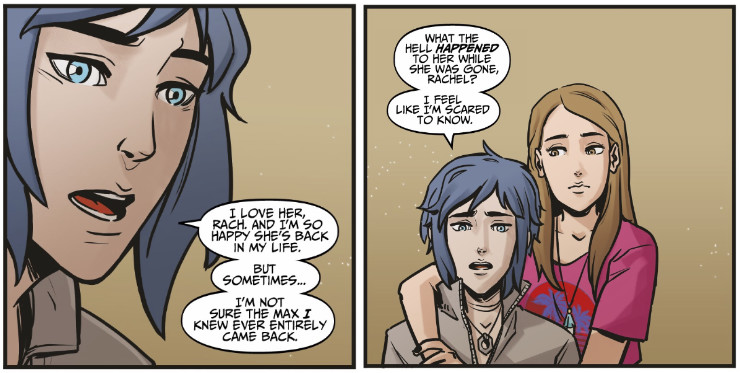 I LOVE HER,
RACH. AND I'M SO
HAPPY SHE'S BACK
IN MY LIFE.
BUT
SOMETIMES...
I'M NOT
SURE THE MAX I
KNEW EVER ENTIRELY
CAME BACK.
WHAT THE
HELL HAPPENED
TO HER WHILE
SHE WAS GONE,
RACHEL?
I FEEL
LIKE I'M SCARED
TO KNOW.